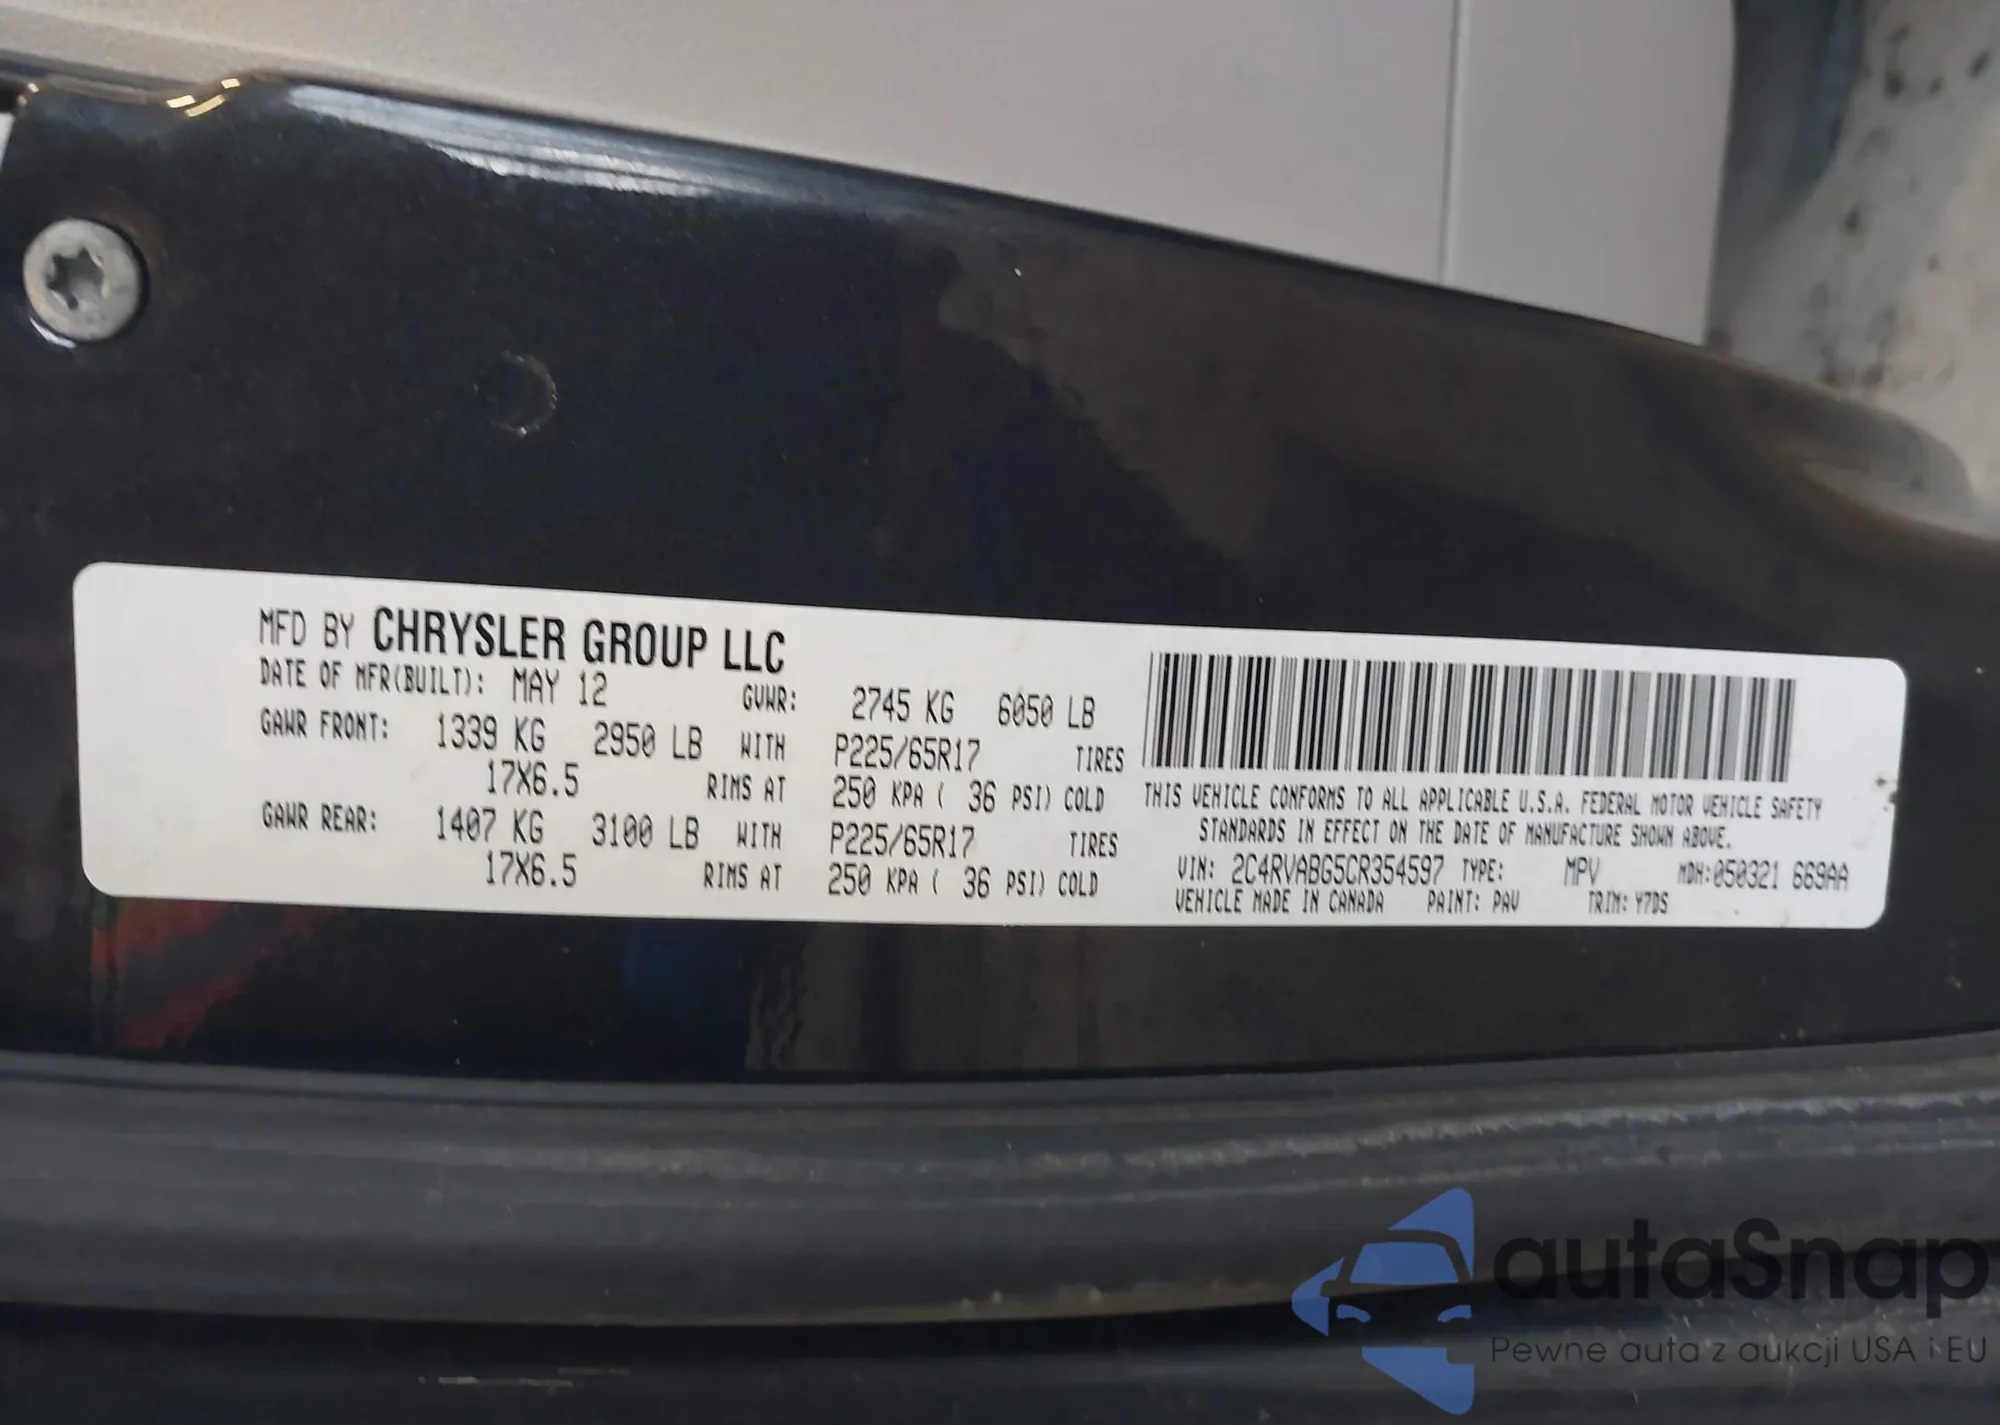 MFD BY CHRYSLER GROUP LLC
DATE OF MFR(BUILT): MAY 12 GVWR: 2745 KG 6050 LB
GAWR FRONT: 1339 KG 2950 LB WITH P225/65R17 TIRES
17X6.5 RIMS AT 250 KPA ( 36 PSI) COLD
GAWR REAR: 1407 KG 3100 LB WITH P225/65R17 TIRES
17X6.5 RIMS AT 250 KPA ( 36 PSI) COLD
THIS VEHICLE CONFORMS TO ALL APPLICABLE U.S.A. FEDERAL MOTOR VEHICLE SAFETY
STANDARDS IN EFFECT ON THE DATE OF MANUFACTURE SHOWN ABOVE.
VIN: 2C4RVABG5CR354597 TYPE: MPV MDH:050321 669AA
VEHICLE MADE IN CANADA PAINT: PAV TRIM: Y7DS
autaSnap
Pewne auta z aukcji USA i EU